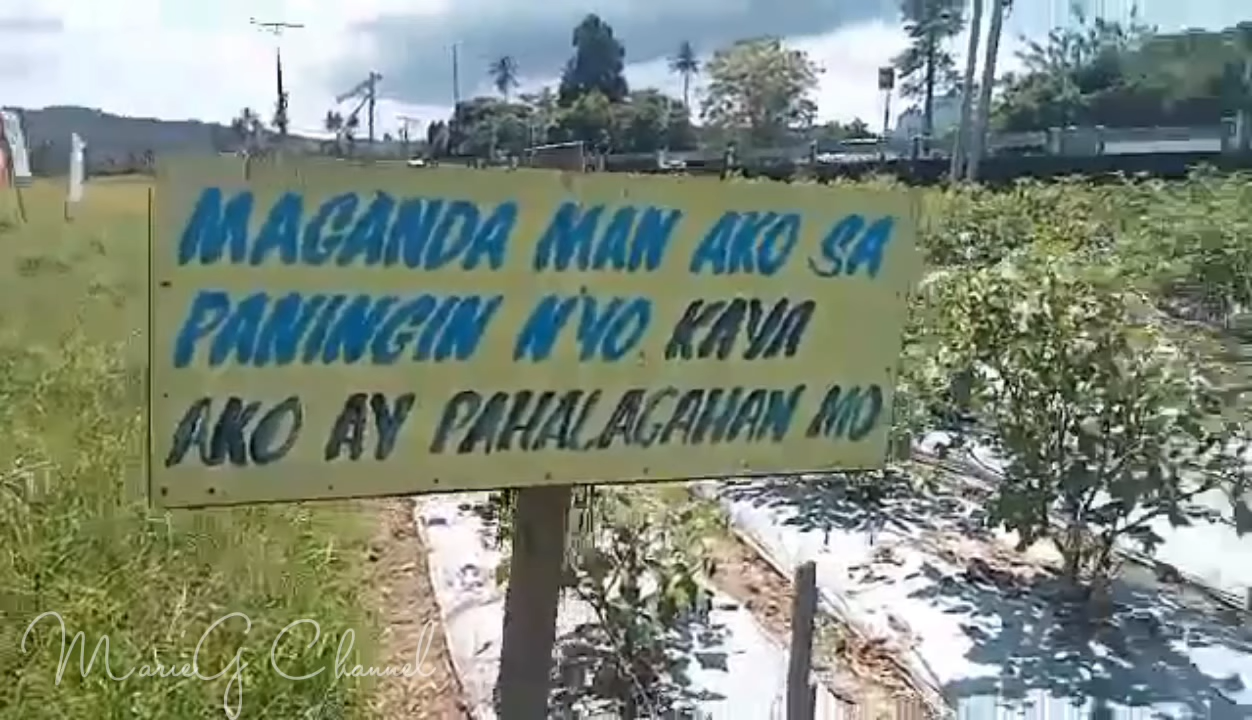 MAGANDA MAN AKO SA
PANINGIN N'YO KAYA
AKO AY PAHALAGAHAN MO
MarieG Channel